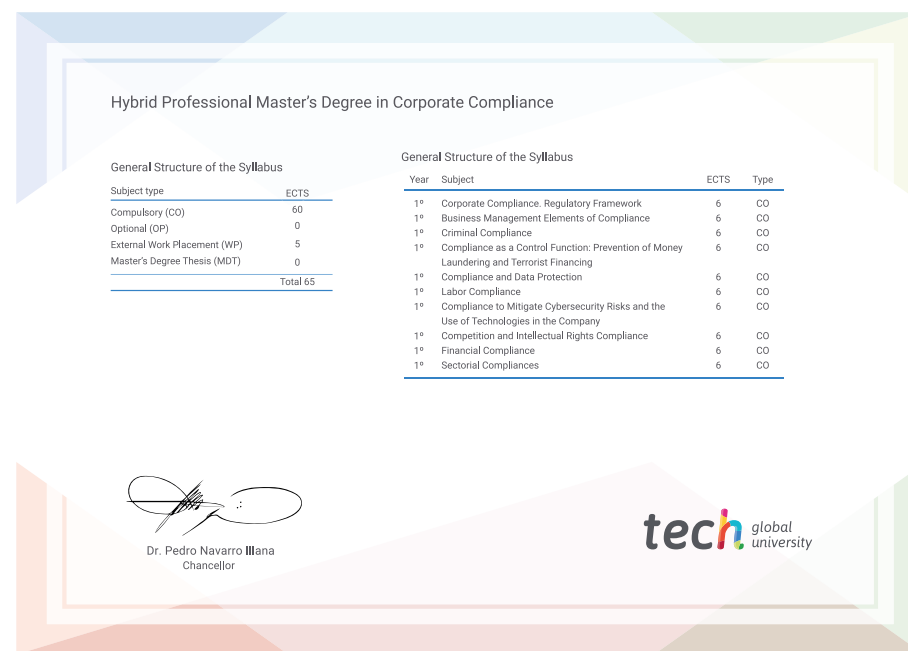 Hybrid Professional Master's Degree in Corporate Compliance
General Structure of the Syllabus
Subject type ECTS
Compulsory (CO) 60
Optional (OP) 0
External Work Placement (WP) 5
Master's Degree Thesis (MDT) 0
Total 65
General Structure of the Syllabus
Year Subject ECTS Type
1º Corporate Compliance. Regulatory Framework 6 CO
1º Business Management Elements of Compliance 6 CO
1º Criminal Compliance 6 CO
1º Compliance as a Control Function: Prevention of Money 6 CO
Laundering and Terrorist Financing
1º Compliance and Data Protection 6 CO
1º Labor Compliance 6 CO
1º Compliance to Mitigate Cybersecurity Risks and the 6 CO
Use of Technologies in the Company
1º Competition and Intellectual Rights Compliance 6 CO
1º Financial Compliance 6 CO
1º Sectorial Compliances 6 CO
Dr. Pedro Navarro Illana
Chancellor
tech global
university